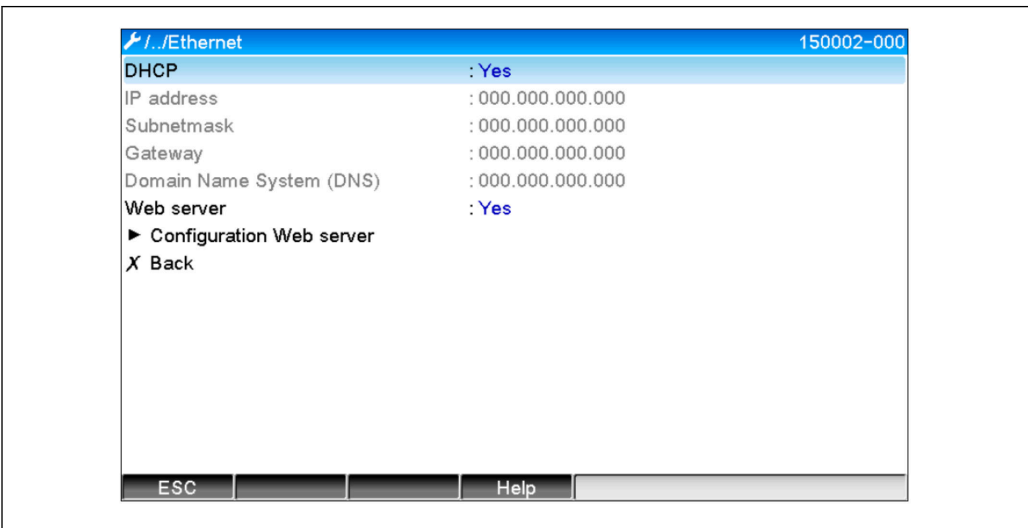 /../Ethernet 150002-000
DHCP : Yes
IP address : 000.000.000.000
Subnetmask : 000.000.000.000
Gateway : 000.000.000.000
Domain Name System (DNS) : 000.000.000.000
Web server : Yes
► Configuration Web server
X Back
ESC Help